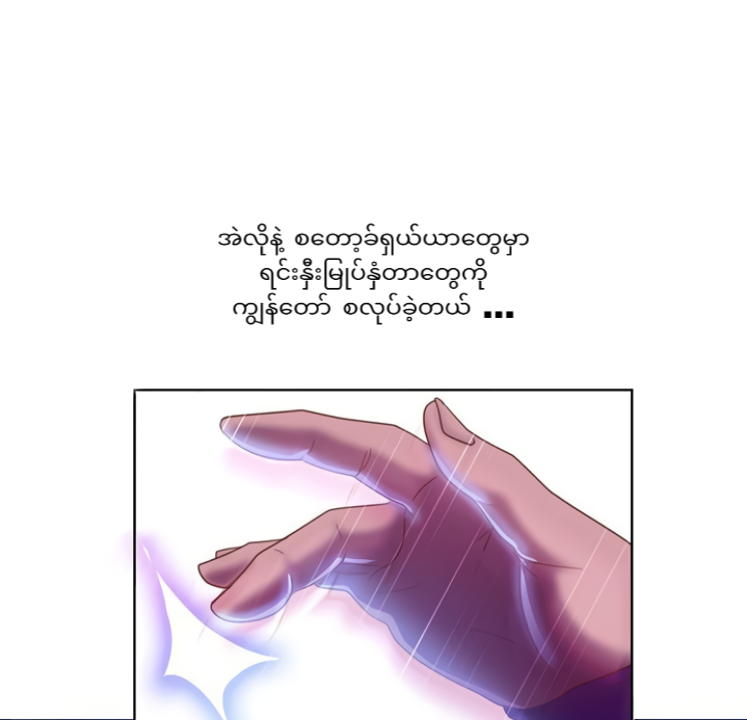 အဲလိုနဲ့ စတော့ခ်ရှယ်ယာတွေမှာ
ရင်းနှီးမြှုပ်နှံတာတွေကို
ကျွန်တော် စလုပ်ခဲ့တယ် ...